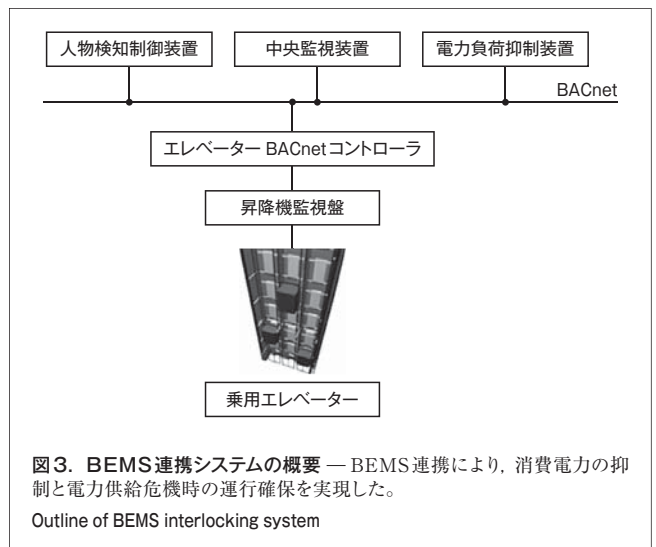 人物検知制御装置
中央監視装置
電力負荷抑制装置
BACnet
エレベーター BACnetコントローラ
昇降機監視盤
乗用エレベーター
図3. BEMS連携システムの概要 — BEMS連携により，消費電力の抑
制と電力供給危機時の運行確保を実現した。
Outline of BEMS interlocking system